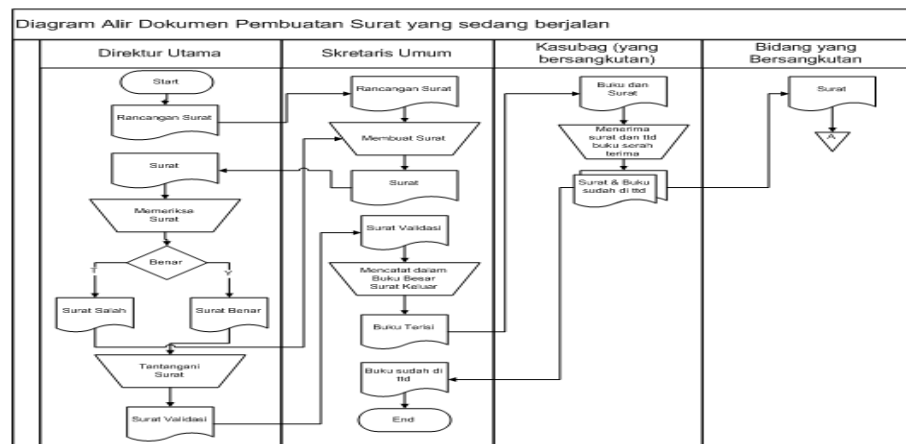 Diagram Alir Dokumen Pembuatan Surat yang sedang berjalan
Direktur Utama
Skretaris Umum
Kasubag (yang
bersangkutan)
Bidang yang
Bersangkutan
Start
Rancangan Surat
Surat
Memeriksa
Surat
Benar
T
Y
Surat Salah
Surat Benar
Tantangani
Surat
Surat Validasi
Rancangan Surat
Membuat Surat
Surat
Surat Validasi
Mencatat dalam
Buku Besar
Surat Keluar
Buku Terisi
Buku sudah di
ttd
End
Buku dan
Surat
Menerima
surat dan ttd
buku serah
terima
Surat & Buku
sudah di ttd
Surat
A